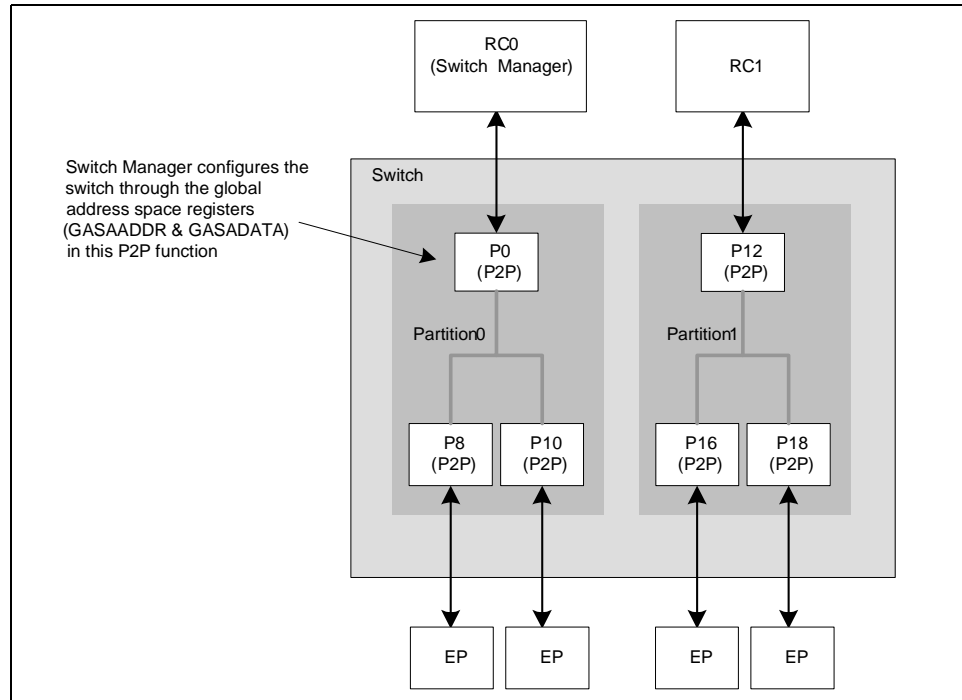 RC0
(Switch Manager)
RC1
Switch Manager configures the
switch through the global
address space registers
(GASAADDR & GASADATA)
in this P2P function
Switch
P0
(P2P)
P12
(P2P)
Partition0
Partition1
P8
(P2P)
P10
(P2P)
P16
(P2P)
P18
(P2P)
EP
EP
EP
EP